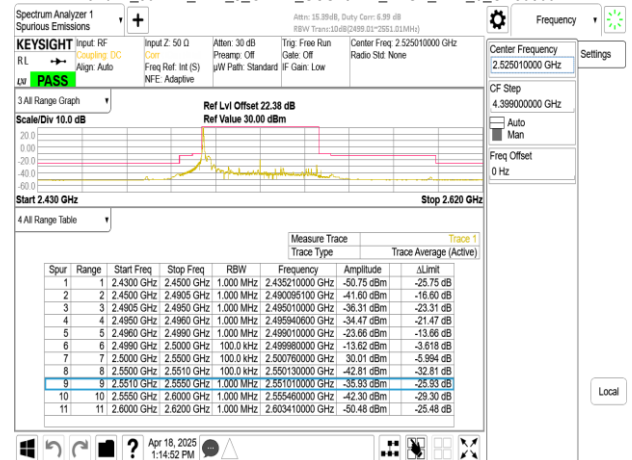 Spectrum Analyzer 1
Spurious Emissions
Attn: 15.39dB, Duty Corr: 6.99 dB
RBW Trans:10dB(2499.01~2551.01MHz)
Frequency
KEYSIGHT
RL
PASS
Input: RF
Coupling: DC
Align: Auto
Input Z: 50 Ω
Corr
Freq Ref: Int (S)
NFE: Adaptive
Atten: 30 dB
Preamp: Off
µW Path: Standard
Trig: Free Run
Gate: Off
IF Gain: Low
Center Freq: 2.525010000 GHz
Radio Std: None
Center Frequency
2.525010000 GHz
Settings
CF Step
4.399000000 GHz
Auto
Man
Freq Offset
0 Hz
3 All Range Graph
Scale/Div 10.0 dB
Ref Lvl Offset 22.38 dB
Ref Value 30.00 dBm
20.0
0.00
-20.0
-40.0
-60.0
Start 2.430 GHz
Stop 2.620 GHz
4 All Range Table
Measure Trace Trace 1
Trace Type Trace Average (Active)
Spur Range Start Freq Stop Freq RBW Frequency Amplitude ΔLimit
1 1 2.4300 GHz 2.4500 GHz 1.000 MHz 2.435210000 GHz -50.75 dBm -25.75 dB
2 2 2.4500 GHz 2.4905 GHz 1.000 MHz 2.490095100 GHz -41.60 dBm -16.60 dB
3 3 2.4905 GHz 2.4950 GHz 1.000 MHz 2.495010000 GHz -36.31 dBm -23.31 dB
4 4 2.4950 GHz 2.4960 GHz 1.000 MHz 2.495940600 GHz -34.47 dBm -21.47 dB
5 5 2.4960 GHz 2.4990 GHz 1.000 MHz 2.499010000 GHz -23.66 dBm -13.66 dB
6 6 2.4990 GHz 2.5000 GHz 100.0 kHz 2.499980000 GHz -13.62 dBm -3.618 dB
7 7 2.5000 GHz 2.5500 GHz 100.0 kHz 2.500760000 GHz 30.01 dBm -5.994 dB
8 8 2.5500 GHz 2.5510 GHz 100.0 kHz 2.550130000 GHz -42.81 dBm -32.81 dB
9 9 2.5510 GHz 2.5550 GHz 1.000 MHz 2.551010000 GHz -35.93 dBm -25.93 dB
10 10 2.5550 GHz 2.6000 GHz 1.000 MHz 2.555460000 GHz -42.30 dBm -29.30 dB
11 11 2.6000 GHz 2.6200 GHz 1.000 MHz 2.603410000 GHz -50.48 dBm -25.48 dB
Local
Apr 18, 2025
1:14:52 PM